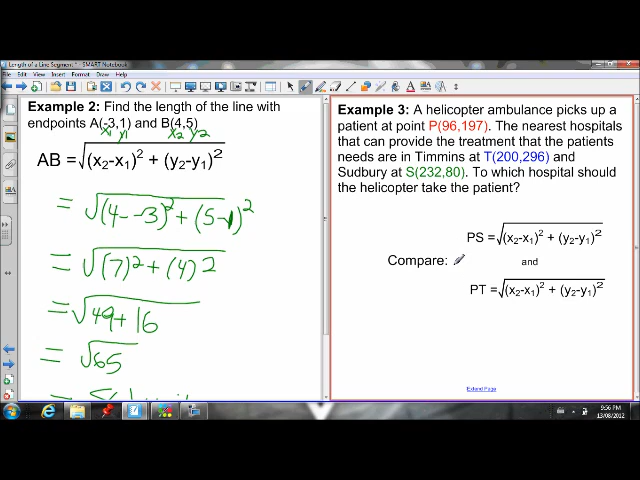 Length of a Line Segment * - SMART Notebook
File Edit View Insert Format Draw Help
Example 2: Find the length of the line with
endpoints A(-3,1) and B(4,5)
x₁ y₁ x₂ y₂
AB = √(x₂-x₁)² + (y₂-y₁)²
= √(4--3)² + (5-1)²
= √(7)² + (4)2
= √49+16
= √65
=
Example 3: A helicopter ambulance picks up a
patient at point P(96,197). The nearest hospitals
that can provide the treatment that the patients
needs are in Timmins at T(200,296) and
Sudbury at S(232,80). To which hospital should
the helicopter take the patient?
PS = √(x₂-x₁)² + (y₂-y₁)²
Compare: and
PT = √(x₂-x₁)² + (y₂-y₁)²
Extend Page
9:56 PM
13/08/2012